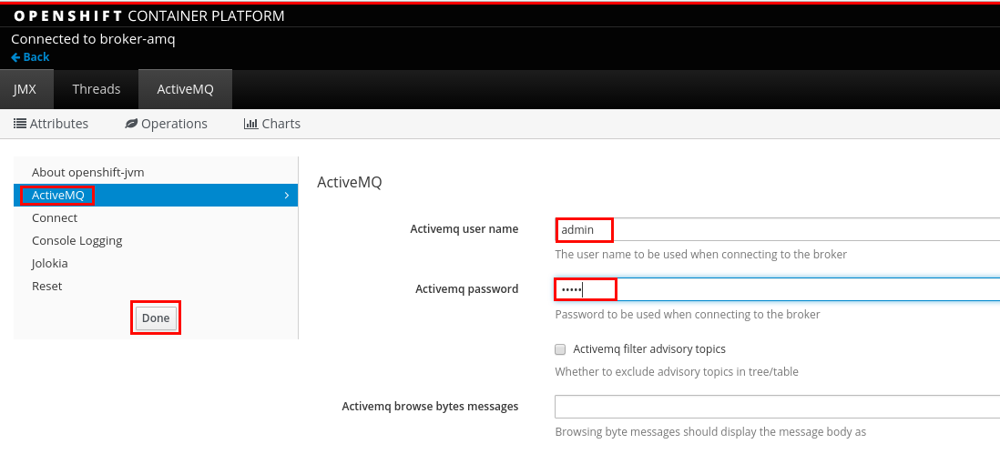 OPENSHIFT CONTAINER PLATFORM
Connected to broker-amq
Back
JMX Threads ActiveMQ
Attributes Operations Charts
About openshift-jvm
ActiveMQ
Connect
Console Logging
Jolokia
Reset
Done
ActiveMQ
Activemq user name admin
The user name to be used when connecting to the broker
Activemq password •••••
Password to be used when connecting to the broker
Activemq filter advisory topics
Whether to exclude advisory topics in tree/table
Activemq browse bytes messages
Browsing byte messages should display the message body as